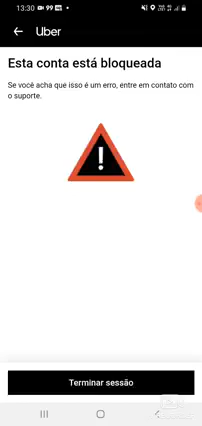 13:30
99
Uber
Esta conta está bloqueada
Se você acha que isso é um erro, entre em contato com
o suporte.
!
Terminar sessão